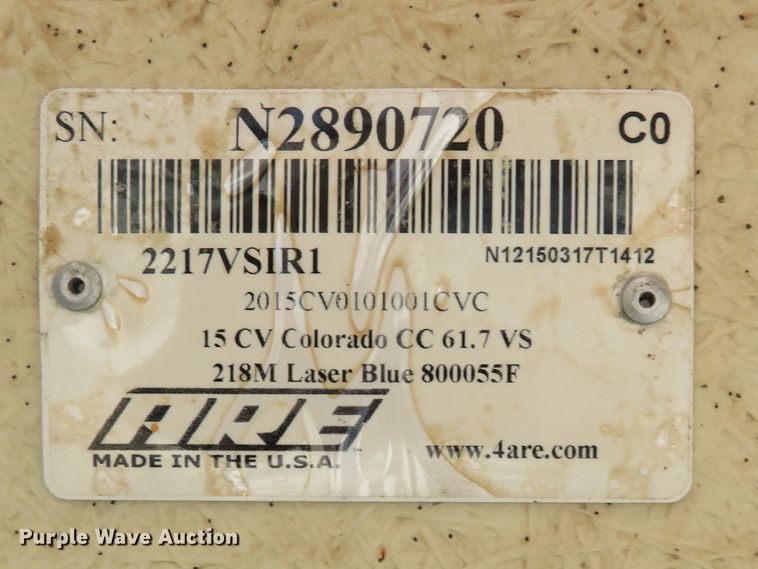 SN: N2890720 C0
2217VSIR1 N12150317T1412
2015CV0101001CVC
15 CV Colorado CC 61.7 VS
218M Laser Blue 800055F
ARE
MADE IN THE U.S.A. www.4are.com
Purple Wave Auction